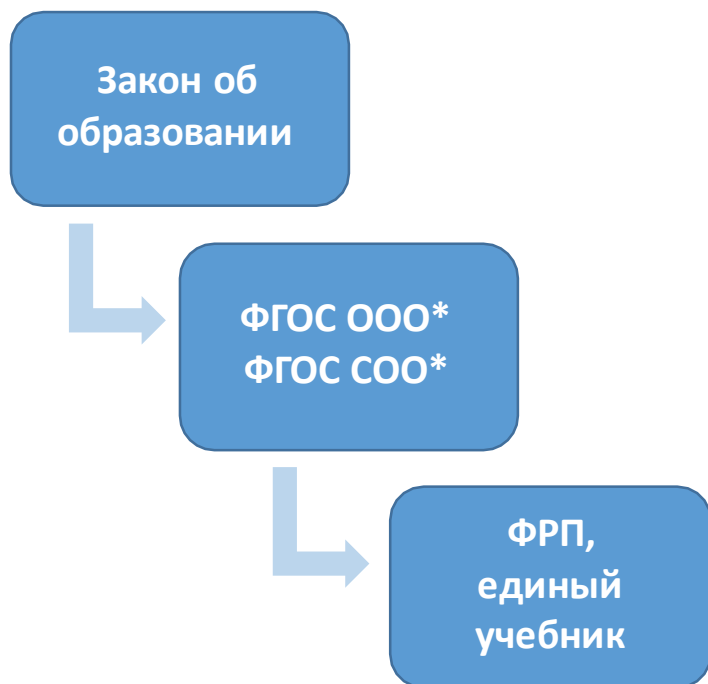 Закон об
образовании
ФГОС ООО*
ФГОС СОО*
ФРП,
единый
учебник